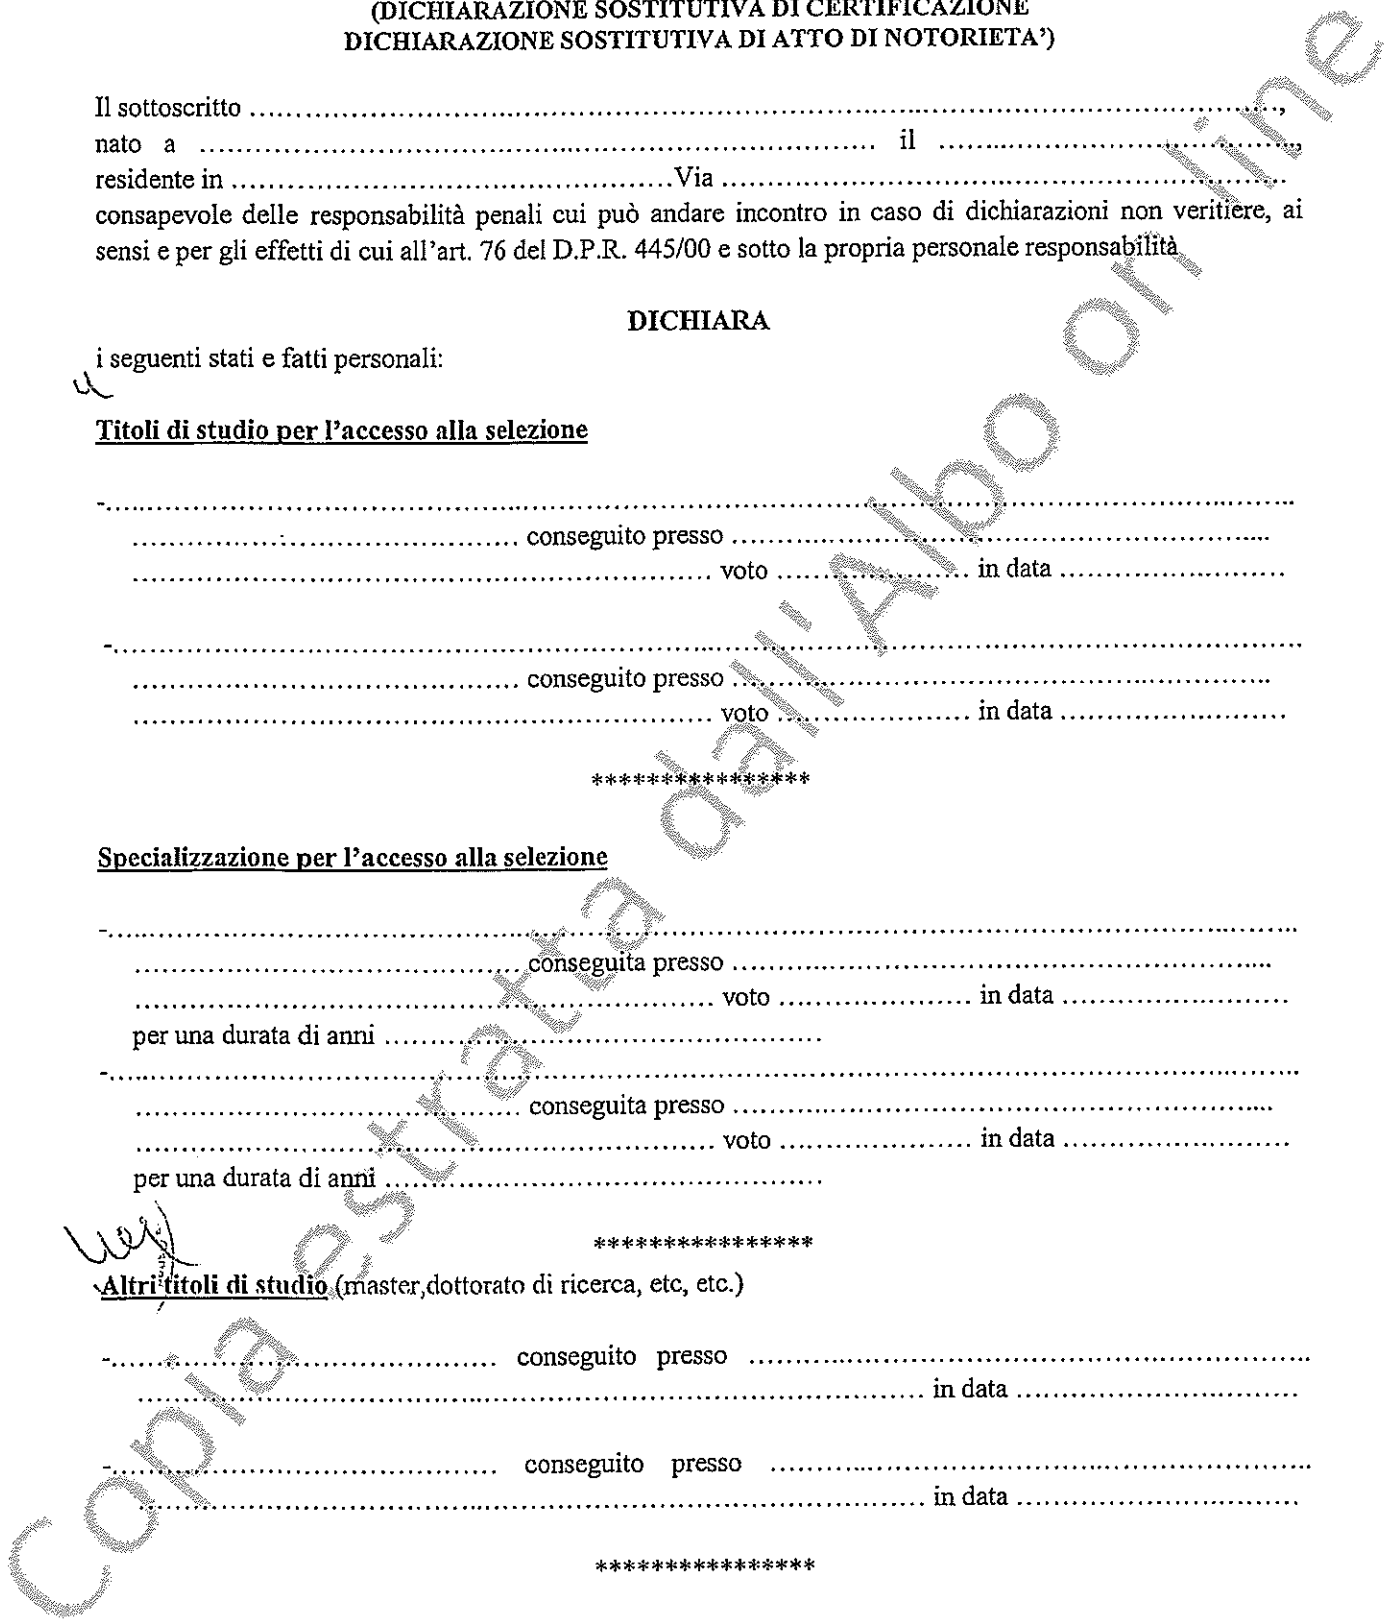 (DICHIARAZIONE SOSTITUTIVA DI CERTIFICAZIONE
DICHIARAZIONE SOSTITUTIVA DI ATTO DI NOTORIETA')
Il sottoscritto ......................................................................................................................,
nato a .......................................................................... il .......................................,
residente in ................................................Via .............................................................
consapevole delle responsabilità penali cui può andare incontro in caso di dichiarazioni non veritiere, ai
sensi e per gli effetti di cui all'art. 76 del D.P.R. 445/00 e sotto la propria personale responsabilità
DICHIARA
i seguenti stati e fatti personali:
Titoli di studio per l'accesso alla selezione
-.................................................................................................................................
.......................................... conseguito presso ..........................................................
............................................................... voto ..................... in data .........................
-.................................................................................................................................
.......................................... conseguito presso ..........................................................
............................................................... voto ..................... in data .........................
****************
Specializzazione per l'accesso alla selezione
-.................................................................................................................................
.......................................... conseguita presso ..........................................................
............................................................... voto ..................... in data .........................
per una durata di anni ................................................
-.................................................................................................................................
.......................................... conseguita presso ..........................................................
............................................................... voto ..................... in data .........................
per una durata di anni ................................................
****************
Altri titoli di studio (master,dottorato di ricerca, etc, etc.)
-.......................................... conseguito presso .............................................................
...................................................................................... in data ...............................
-.......................................... conseguito presso ...........................................................
...................................................................................... in data ...............................
****************
Copia estratta dall'Albo on line